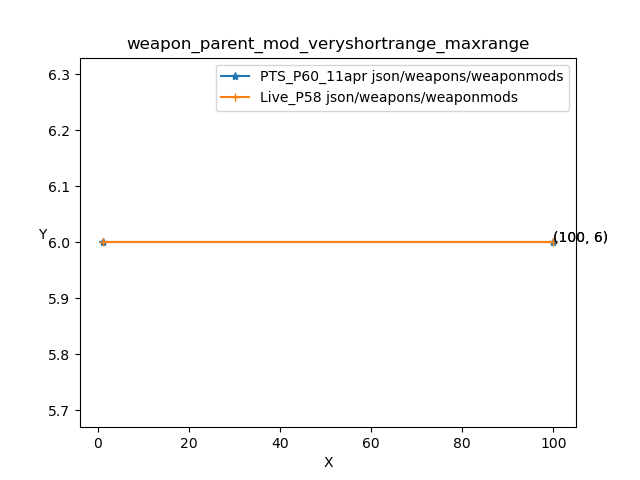 weapon_parent_mod_veryshortrange_maxrange
PTS_P60_11apr json/weapons/weaponmods
Live_P58 json/weapons/weaponmods
6.3
6.2
6.1
Y
6.0
(100, 6)
5.9
5.8
5.7
0 20 40 60 80 100
X